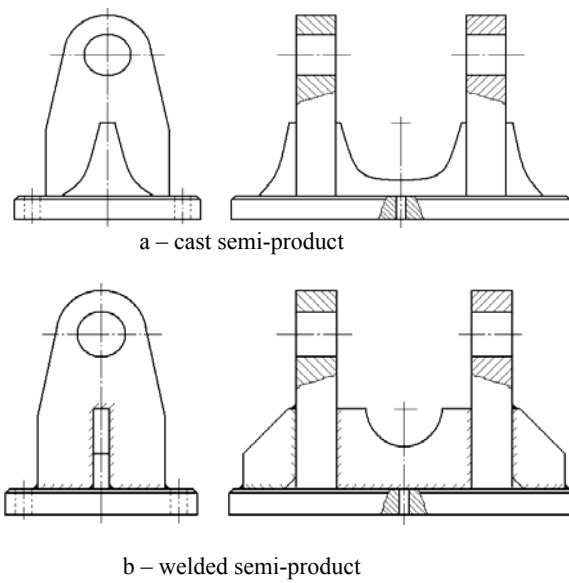 a – cast semi-product
b – welded semi-product